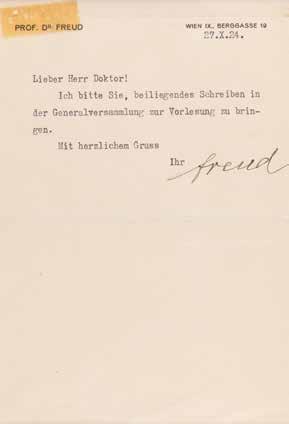 PROF. DR. FREUD
WIEN IX., BERGGASSE 19
27.X.24.
Lieber Herr Doktor!
Ich bitte Sie, beiliegendes Schreiben in
der Generalversammlung zur Vorlesung zu brin-
gen.
Mit herzlichem Gruss
Ihr freud